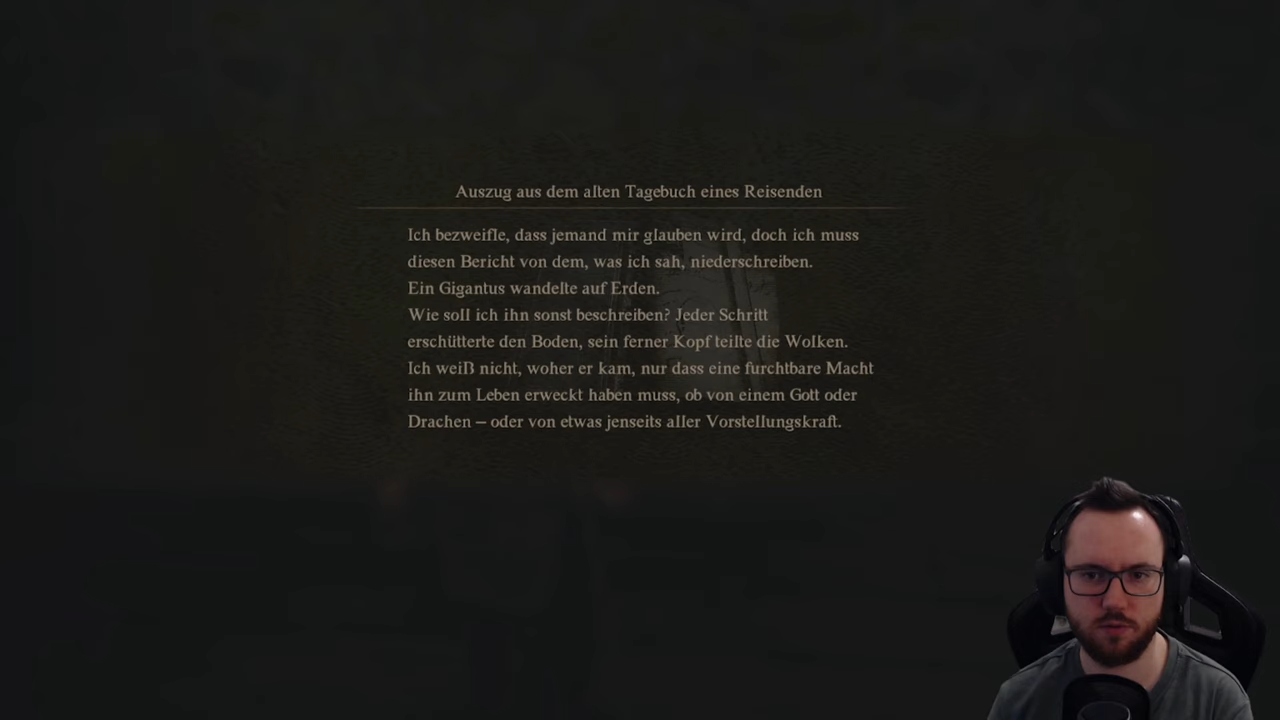 Auszug aus dem alten Tagebuch eines Reisenden
Ich bezweifle, dass jemand mir glauben wird, doch ich muss
diesen Bericht von dem, was ich sah, niederschreiben.
Ein Gigantus wandelte auf Erden.
Wie soll ich ihn sonst beschreiben? Jeder Schritt
erschütterte den Boden, sein ferner Kopf teilte die Wolken.
Ich weiß nicht, woher er kam, nur dass eine furchtbare Macht
ihn zum Leben erweckt haben muss, ob von einem Gott oder
Drachen – oder von etwas jenseits aller Vorstellungskraft.